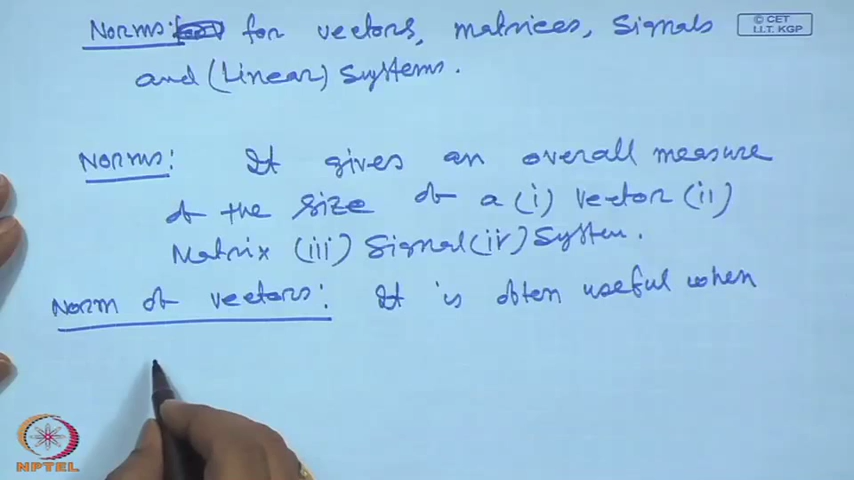 Norms: for vectors, matrices, Signals
© CET
I.I.T. KGP
and (Linear) Systems.
Norms: It gives an overall measure
of the size of a (i) vector (ii)
Matrix (iii) Signal (iv) System.
Norm of vectors: It is often useful when
NPTEL